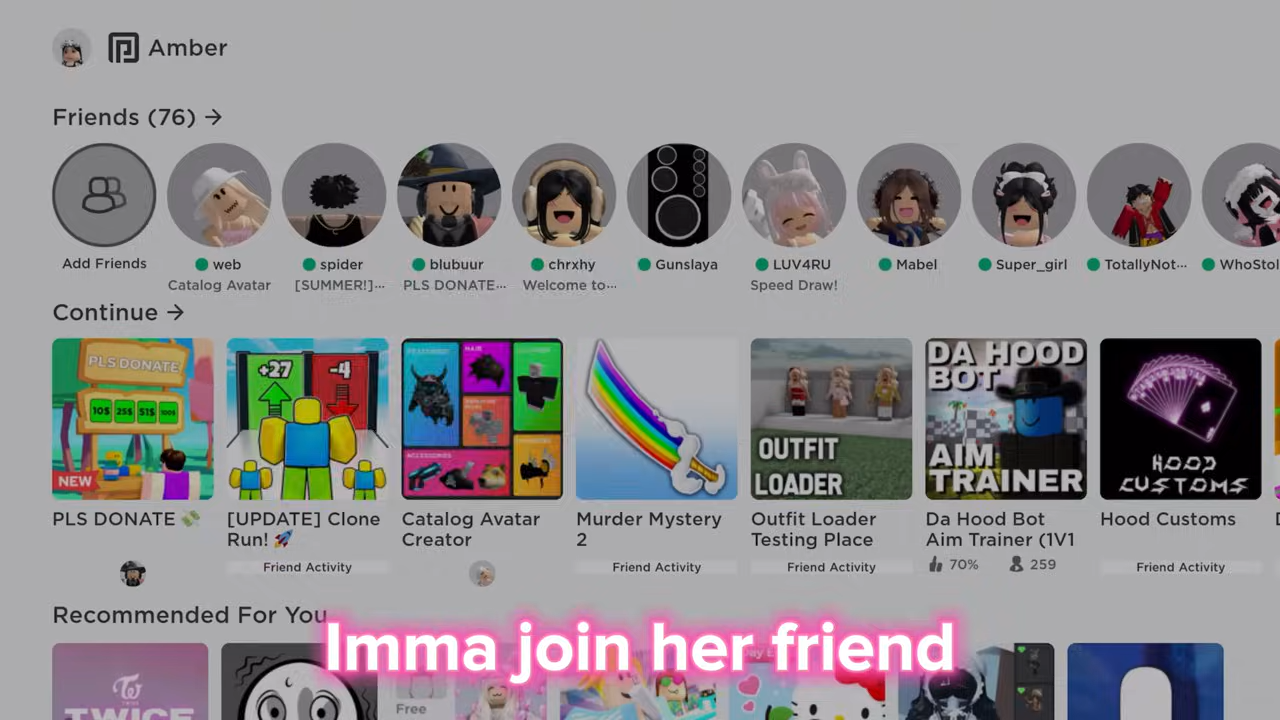 Amber
Friends (76) →
Add Friends
web
Catalog Avatar
spider
[SUMMER!]...
blubuur
PLS DONATE...
chrxhy
Welcome to...
Gunslaya
LUV4RU
Speed Draw!
Mabel
Super_girl
TotallyNot...
WhoStol
Continue →
PLS DONATE
10$ 25$ 51$ 100$
NEW
+27 -4
ACCESSORIES
OUTFIT
LOADER
DA HOOD
BOT
AIM
TRAINER
HOOD
CUSTOMS
PLS DONATE 💸
[UPDATE] Clone
Run! 🚀
Friend Activity
Catalog Avatar
Creator
Murder Mystery
2
Friend Activity
Outfit Loader
Testing Place
Friend Activity
Da Hood Bot
Aim Trainer (1V1
70% 259
Hood Customs
Friend Activity
Recommended For You
Imma join her friend
TWICE
Free